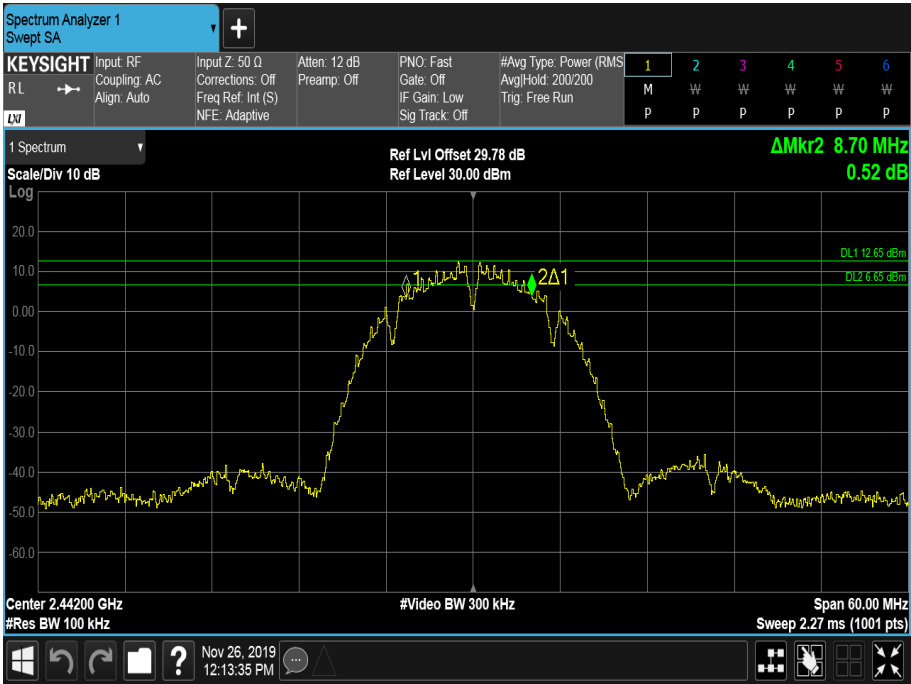 Spectrum Analyzer 1
Swept SA
+
KEYSIGHT
RL
LXI
Input: RF
Coupling: AC
Align: Auto
Input Z: 50 Ω
Corrections: Off
Freq Ref: Int (S)
NFE: Adaptive
Atten: 12 dB
Preamp: Off
PNO: Fast
Gate: Off
IF Gain: Low
Sig Track: Off
#Avg Type: Power (RMS
Avg|Hold: 200/200
Trig: Free Run
1 2 3 4 5 6
M W W W W W
P P P P P P
1 Spectrum
Scale/Div 10 dB
Log
Ref Lvl Offset 29.78 dB
Ref Level 30.00 dBm
ΔMkr2 8.70 MHz
0.52 dB
20.0
DL1 12.65 dBm
10.0
1
2Δ1
DL2 6.65 dBm
0.00
-10.0
-20.0
-30.0
-40.0
-50.0
-60.0
Center 2.44200 GHz
#Video BW 300 kHz
Span 60.00 MHz
#Res BW 100 kHz
Sweep 2.27 ms (1001 pts)
?
Nov 26, 2019
12:13:35 PM